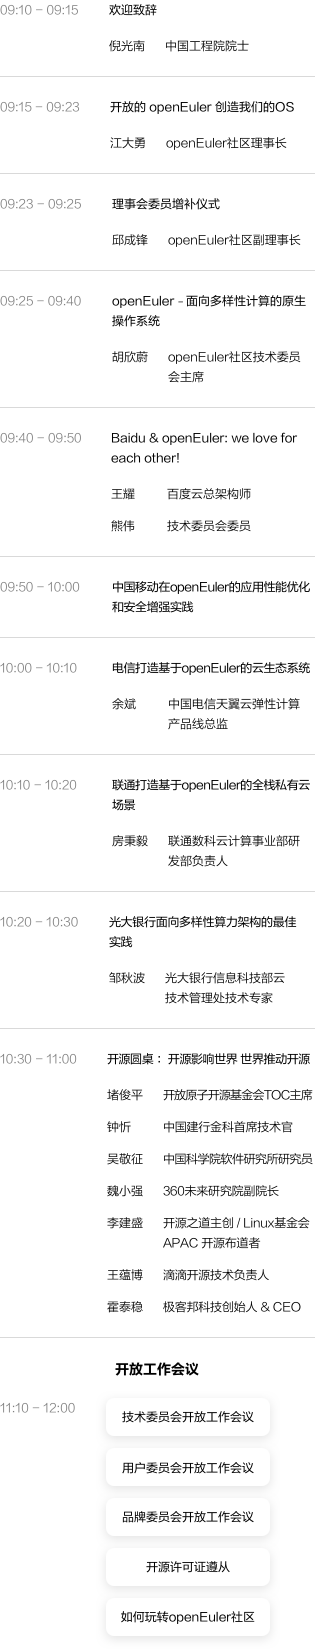 09:10 – 09:15 欢迎致辞
倪光南 中国工程院院士
09:15 – 09:23 开放的 openEuler 创造我们的OS
江大勇 openEuler社区理事长
09:23 – 09:25 理事会委员增补仪式
邱成锋 openEuler社区副理事长
09:25 – 09:40 openEuler - 面向多样性计算的原生
操作系统
胡欣蔚 openEuler社区技术委员
会主席
09:40 – 09:50 Baidu & openEuler: we love for
each other!
王耀 百度云总架构师
熊伟 技术委员会委员
09:50 – 10:00 中国移动在openEuler的应用性能优化
和安全增强实践
10:00 – 10:10 电信打造基于openEuler的云生态系统
余斌 中国电信天翼云弹性计算
产品线总监
10:10 – 10:20 联通打造基于openEuler的全栈私有云
场景
房秉毅 联通数科云计算事业部研
发部负责人
10:20 – 10:30 光大银行面向多样性算力架构的最佳
实践
邹秋波 光大银行信息科技部云
技术管理处技术专家
10:30 – 11:00 开源圆桌： 开源影响世界 世界推动开源
堵俊平 开放原子开源基金会TOC主席
钟忻 中国建行金科首席技术官
吴敬征 中国科学院软件研究所研究员
魏小强 360未来研究院副院长
李建盛 开源之道主创 / Linux基金会
APAC 开源布道者
王蕴博 滴滴开源技术负责人
霍泰稳 极客邦科技创始人 & CEO
开放工作会议
11:10 – 12:00 技术委员会开放工作会议
用户委员会开放工作会议
品牌委员会开放工作会议
开源许可证遵从
如何玩转openEuler社区